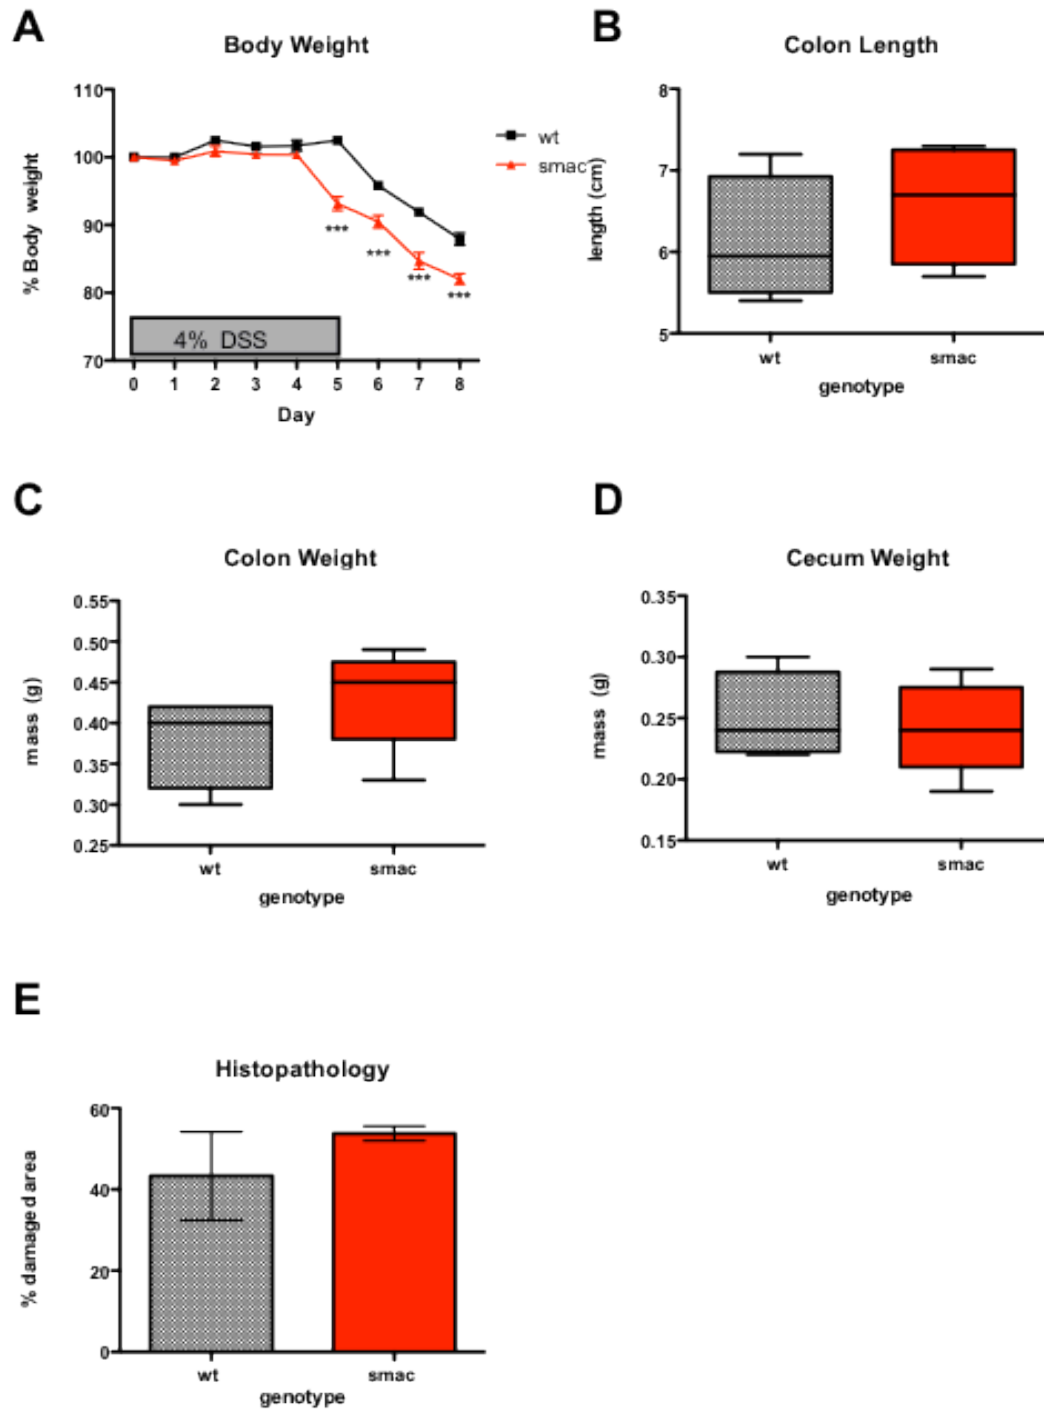 A
Body Weight
110
100
90
80
70
% Body weight
wt
smac
***
***
***
***
4% DSS
0 1 2 3 4 5 6 7 8
Day
B
Colon Length
8
7
6
5
length (cm)
wt smac
genotype
C
Colon Weight
0.55
0.50
0.45
0.40
0.35
0.30
0.25
mass (g)
wt smac
genotype
D
Cecum Weight
0.35
0.30
0.25
0.20
0.15
mass (g)
wt smac
genotype
E
Histopathology
60
40
20
0
% damaged area
wt smac
genotype